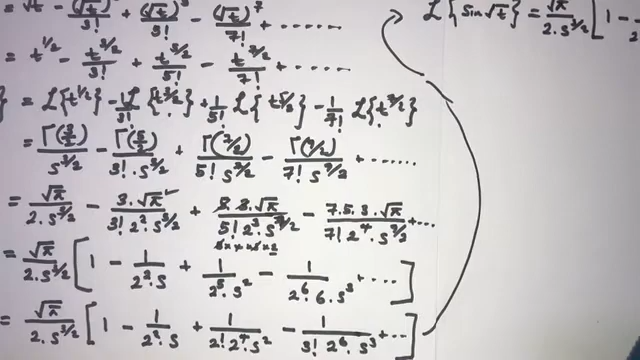 = √t - (√t)³/3! + (√t)⁵/5! - (√t)⁷/7! + ......
= t^{1/2} - t^{3/2}/3! + t^{5/2}/5! - t^{7/2}/7! + ......
} = ℒ{t^{1/2}} - 1/3! ℒ{t^{3/2}} + 1/5! ℒ{t^{5/2}} - 1/7! ℒ{t^{7/2}}
= Γ(3/2)/s^{3/2} - Γ(5/2)/3!·s^{5/2} + Γ(7/2)/5!·s^{7/2} - Γ(9/2)/7!·s^{9/2} + ......
= √π/2·s^{3/2} - 3·√π/3!·2²·s^{5/2} + 5·3·√π/5!·2³·s^{7/2} - 7·5·3·√π/7!·2⁴·s^{9/2} + ...
= √π/2·s^{3/2} [1 - 1/2²·s + 1/2⁵·s² - 1/2⁶·6·s³ + ....]
= √π/2·s^{3/2} [1 - 1/2²·s + 1/2!·2⁴·s² - 1/3!·2⁶·s³ + ...]
ℒ{sin√t} = √π/2·s^{3/2} [1 -